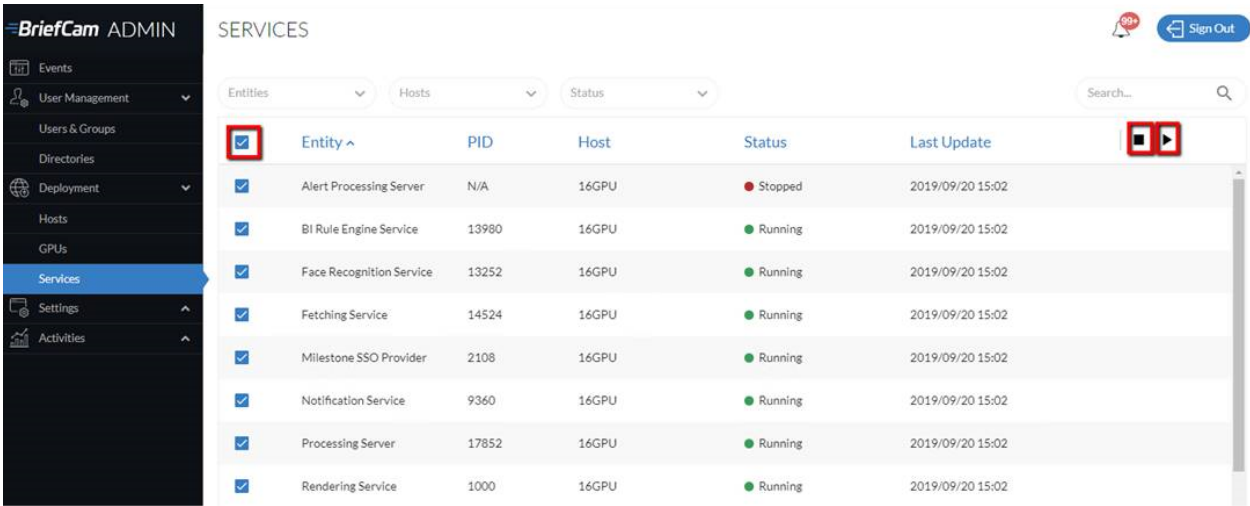 BriefCam ADMIN
SERVICES
99+
Sign Out
Events
User Management
Users & Groups
Directories
Deployment
Hosts
GPUs
Services
Settings
Activities
Entities Hosts Status Search...
Entity PID Host Status Last Update
Alert Processing Server N/A 16GPU Stopped 2019/09/20 15:02
BI Rule Engine Service 13980 16GPU Running 2019/09/20 15:02
Face Recognition Service 13252 16GPU Running 2019/09/20 15:02
Fetching Service 14524 16GPU Running 2019/09/20 15:02
Milestone SSO Provider 2108 16GPU Running 2019/09/20 15:02
Notification Service 9360 16GPU Running 2019/09/20 15:02
Processing Server 17852 16GPU Running 2019/09/20 15:02
Rendering Service 1000 16GPU Running 2019/09/20 15:02